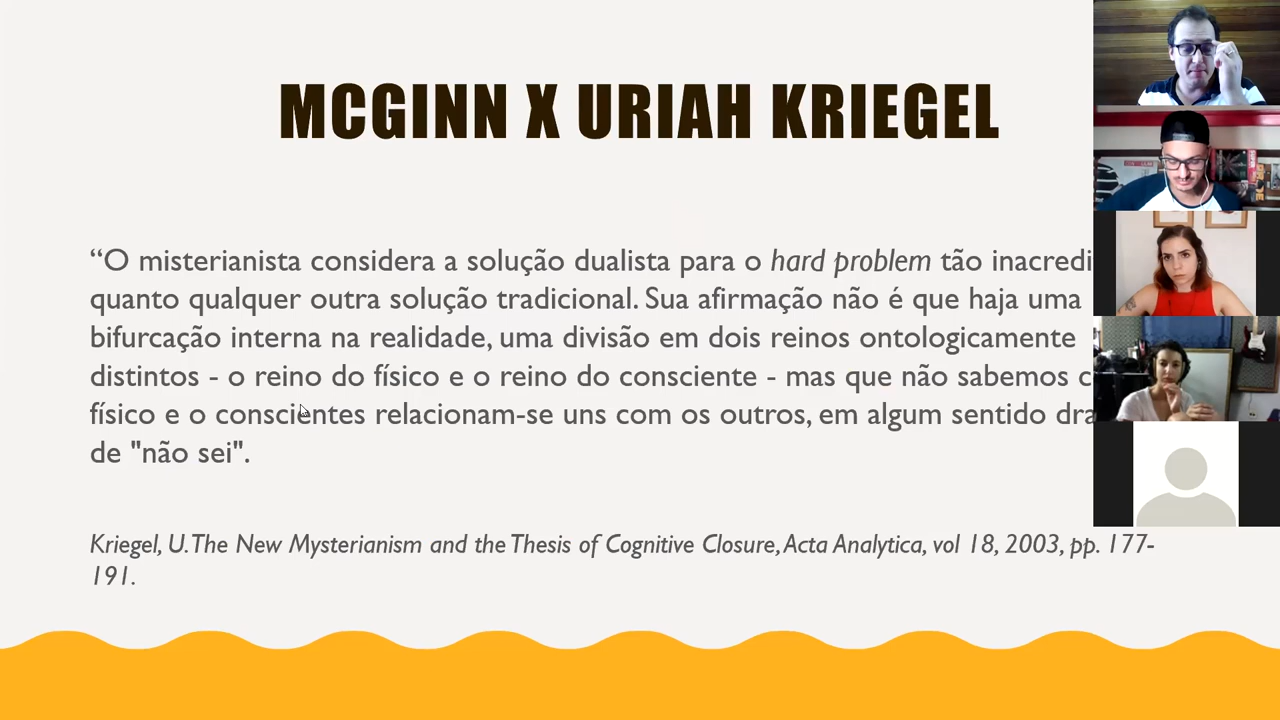 MCGINN X URIAH KRIEGEL
“O misterianista considera a solução dualista para o hard problem tão
quanto qualquer outra solução tradicional. Sua afirmação não é que haja uma
bifurcação interna na realidade, uma divisão em dois reinos ontologicamente
distintos - o reino do físico e o reino do consciente - mas que não sabemos
físico e o conscientes relacionam-se uns com os outros, em algum sentido
de "não sei".
Kriegel, U. The New Mysterianism and the Thesis of Cognitive Closure, Acta Analytica, vol 18, 2003, pp. 177-
191.